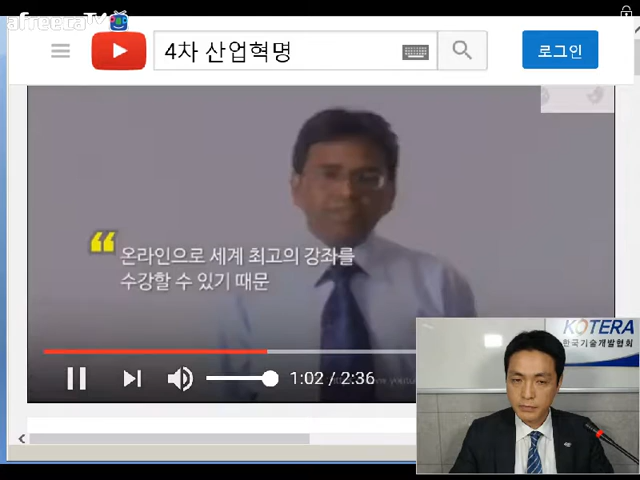 afreecaTV
4차 산업혁명
로그인
“
온라인으로 세계 최고의 강좌를
수강할 수 있기 때문
1:02 / 2:36
KOTERA
한국기술개발협회